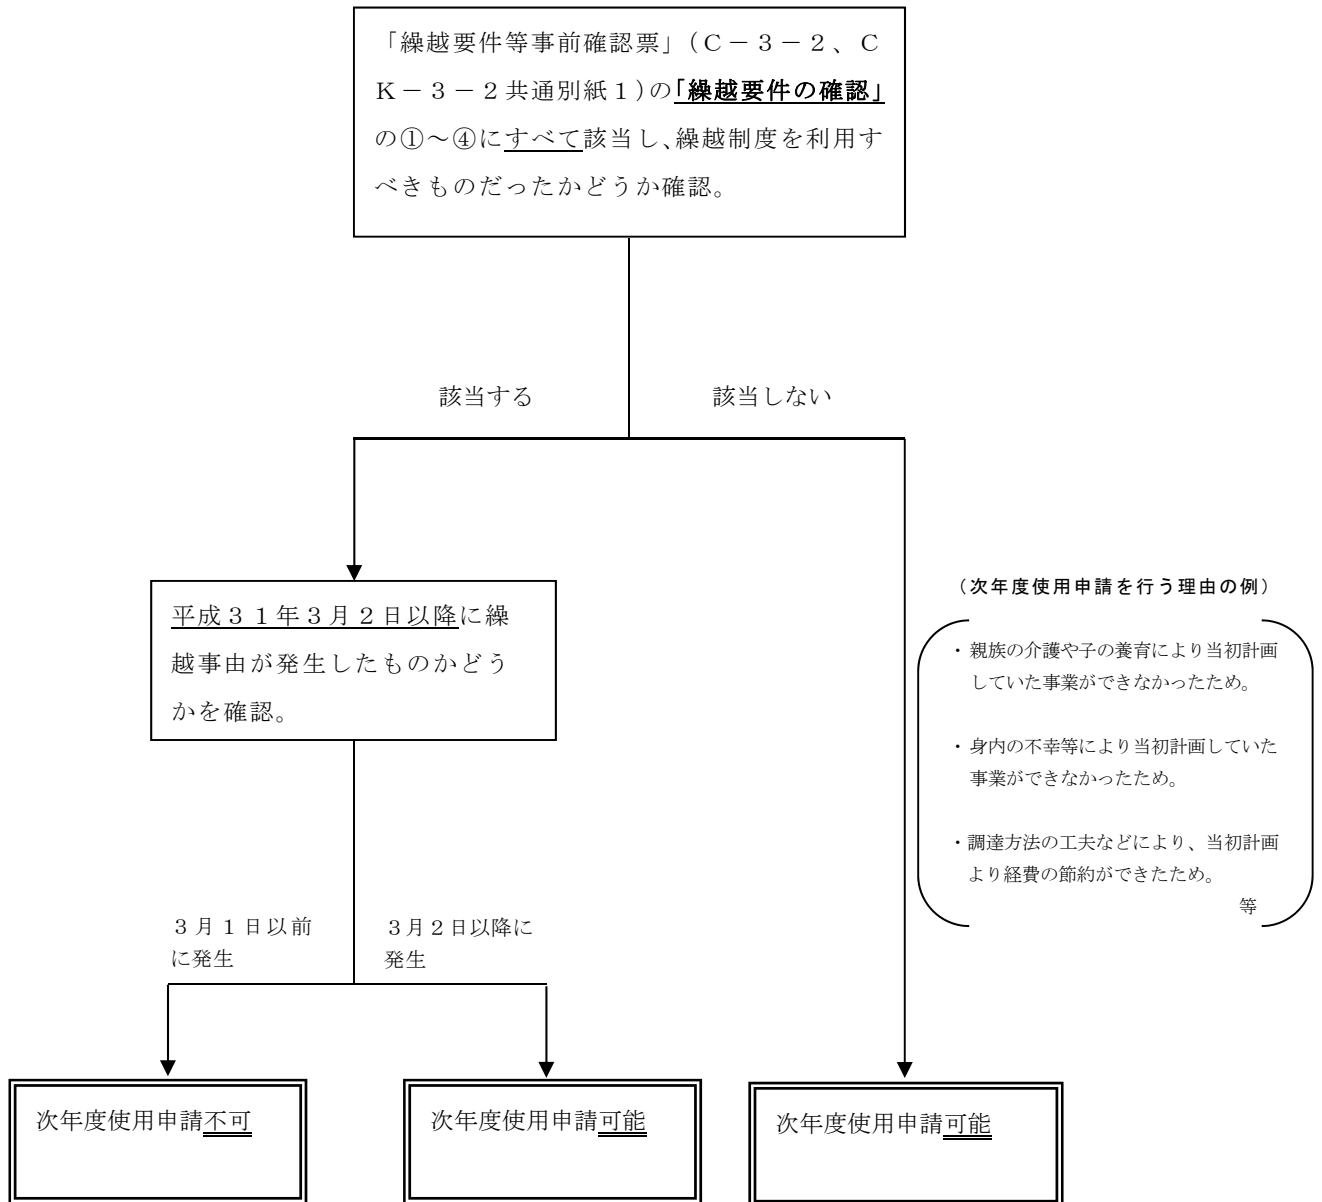 「繰越要件等事前確認票」（Ｃ－３－２、Ｃ
Ｋ－３－２共通別紙１）の「繰越要件の確認」
の①～④にすべて該当し、繰越制度を利用す
べきものだったかどうか確認。
該当する
該当しない
平成３１年３月２日以降に繰
越事由が発生したものかどう
かを確認。
（次年度使用申請を行う理由の例）
・親族の介護や子の養育により当初計画
していた事業ができなかったため。
・身内の不幸等により当初計画していた
事業ができなかったため。
・調達方法の工夫などにより、当初計画
より経費の節約ができたため。
等
３月１日以前
に発生
３月２日以降に
発生
次年度使用申請不可
次年度使用申請可能
次年度使用申請可能